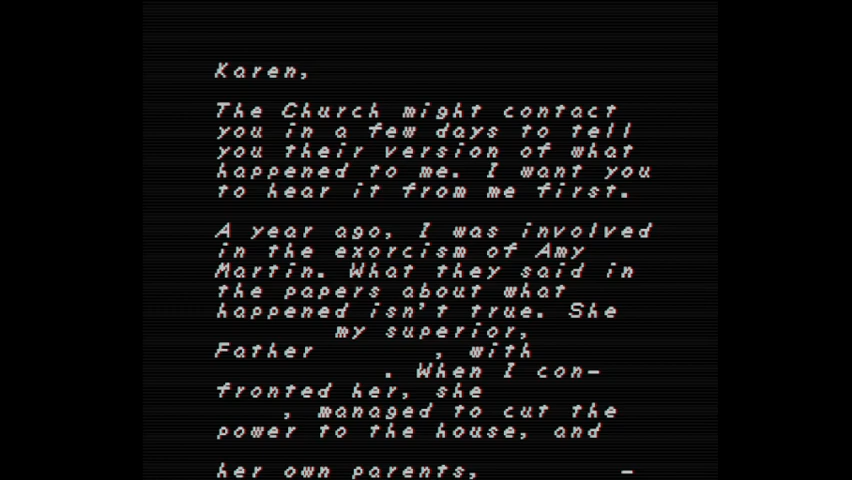 Karen,
The Church might contact
you in a few days to tell
you their version of what
happened to me. I want you
to hear it from me first.
A year ago, I was involved
in the exorcism of Amy
Martin. What they said in
the papers about what
happened isn't true. She
my superior,
Father , with
. When I con-
fronted her, she
, managed to cut the
power to the house, and
her own parents, -